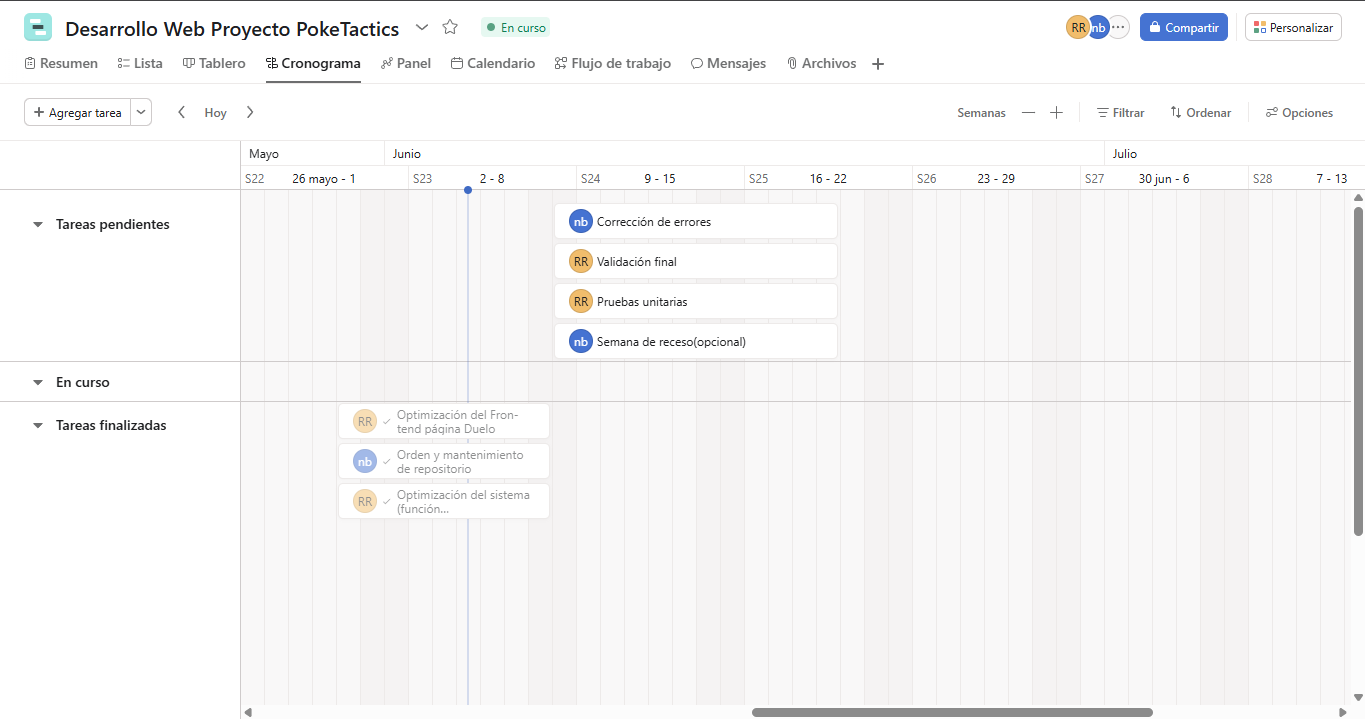 Desarrollo Web Proyecto PokeTactics
En curso
RR
nb
Compartir
Personalizar
Resumen
Lista
Tablero
Cronograma
Panel
Calendario
Flujo de trabajo
Mensajes
Archivos
+ Agregar tarea
Hoy
Semanas
Filtrar
Ordenar
Opciones
Mayo
Junio
Julio
S22 26 mayo - 1
S23 2 - 8
S24 9 - 15
S25 16 - 22
S26 23 - 29
S27 30 jun - 6
S28 7 - 13
Tareas pendientes
nb Corrección de errores
RR Validación final
RR Pruebas unitarias
nb Semana de receso(opcional)
En curso
Tareas finalizadas
RR Optimización del Fron-
tend página Duelo
nb Orden y mantenimiento
de repositorio
RR Optimización del sistema
(función...